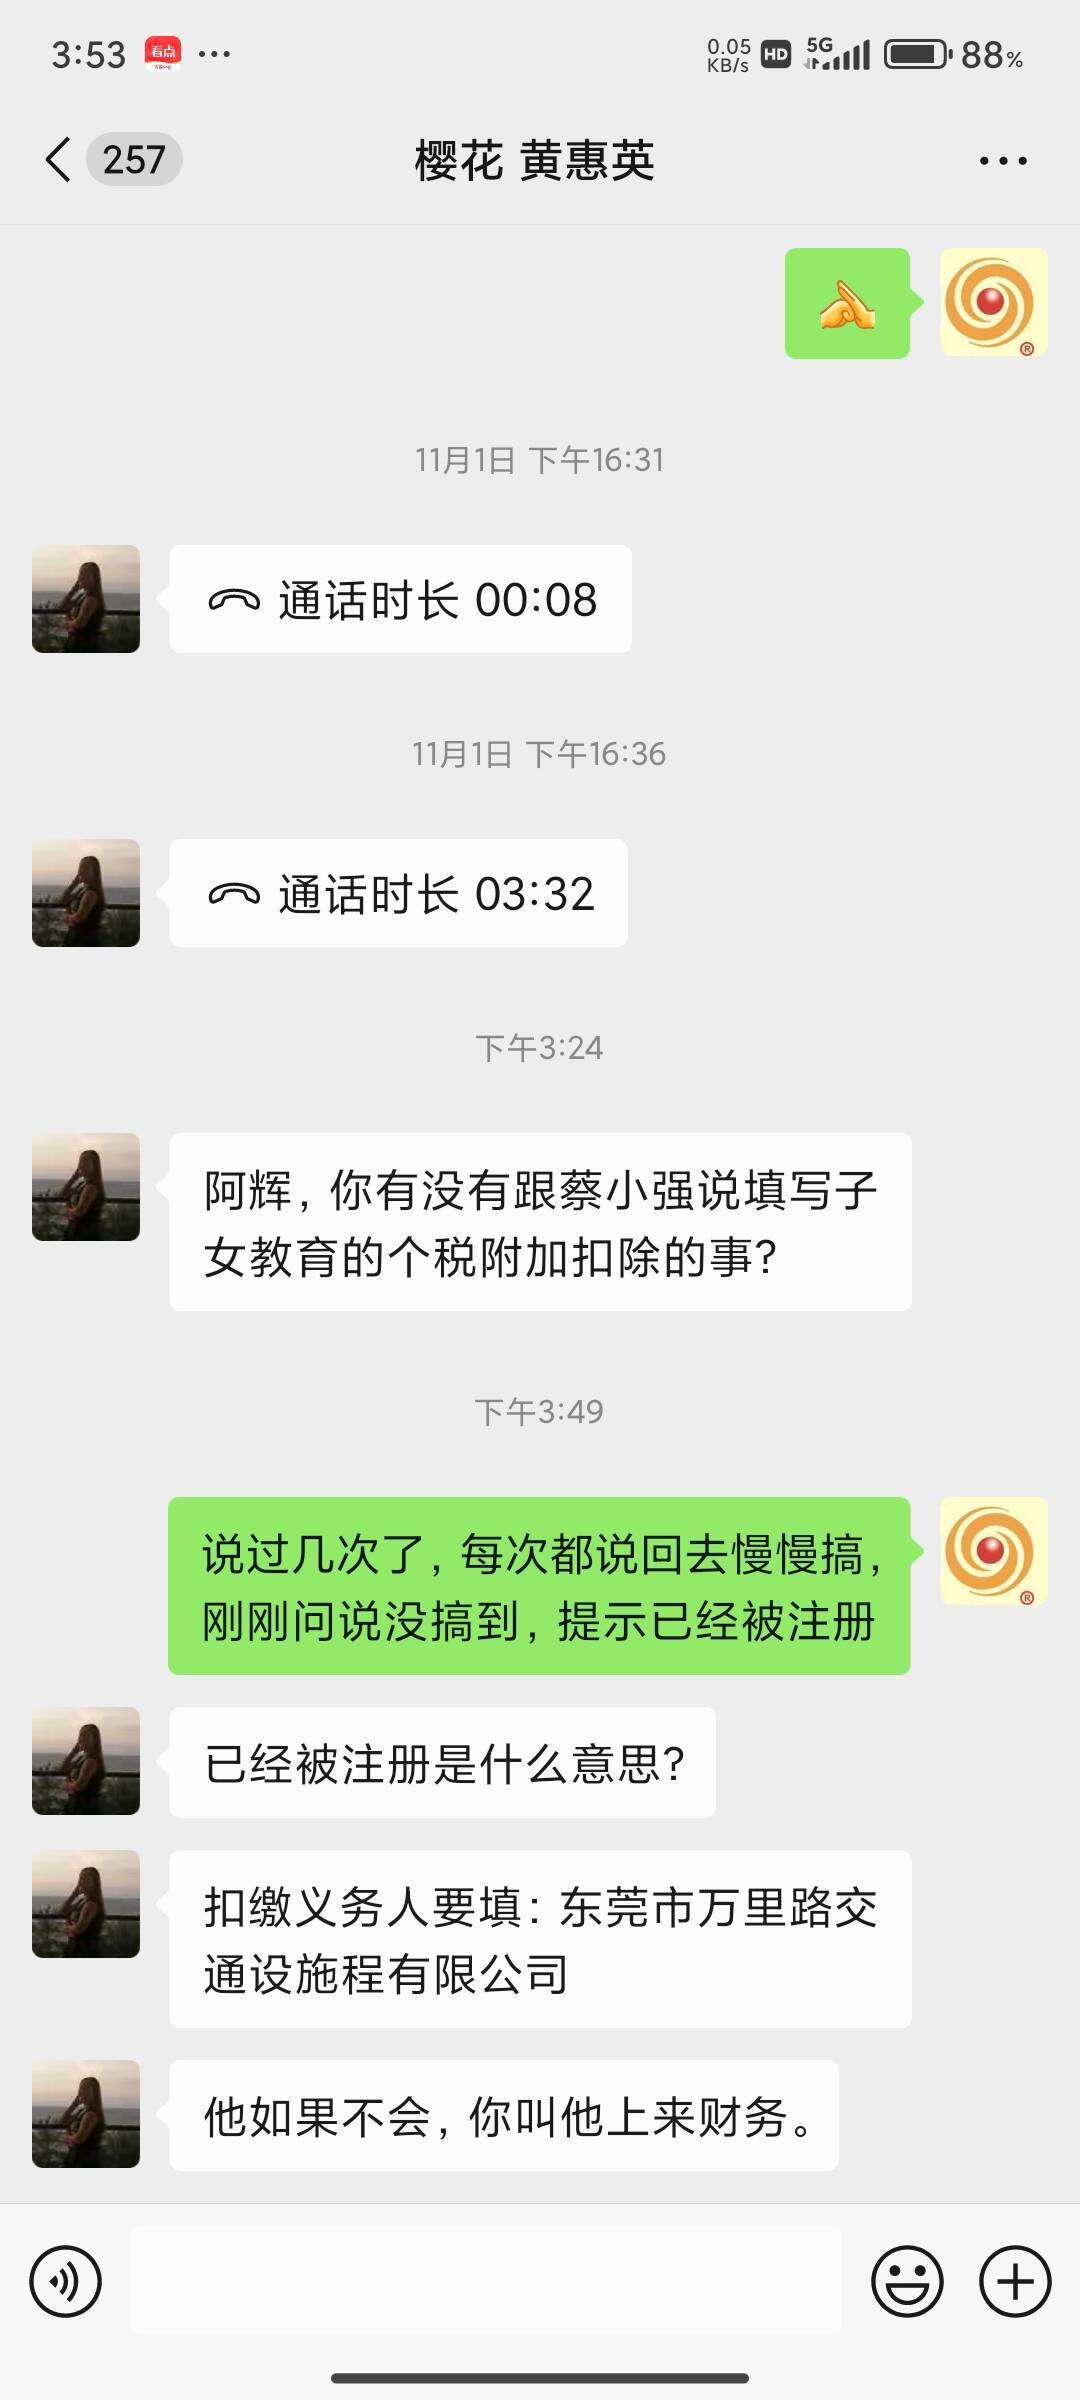 3:53
看点
0.05
KB/s
HD
5G
88%
257
樱花 黄惠英
®
11月1日 下午16:31
通话时长 00:08
11月1日 下午16:36
通话时长 03:32
下午3:24
阿辉，你有没有跟蔡小强说填写子
女教育的个税附加扣除的事?
下午3:49
说过几次了，每次都说回去慢慢搞，
刚刚问说没搞到，提示已经被注册
®
已经被注册是什么意思?
扣缴义务人要填：东莞市万里路交
通设施程有限公司
他如果不会，你叫他上来财务。